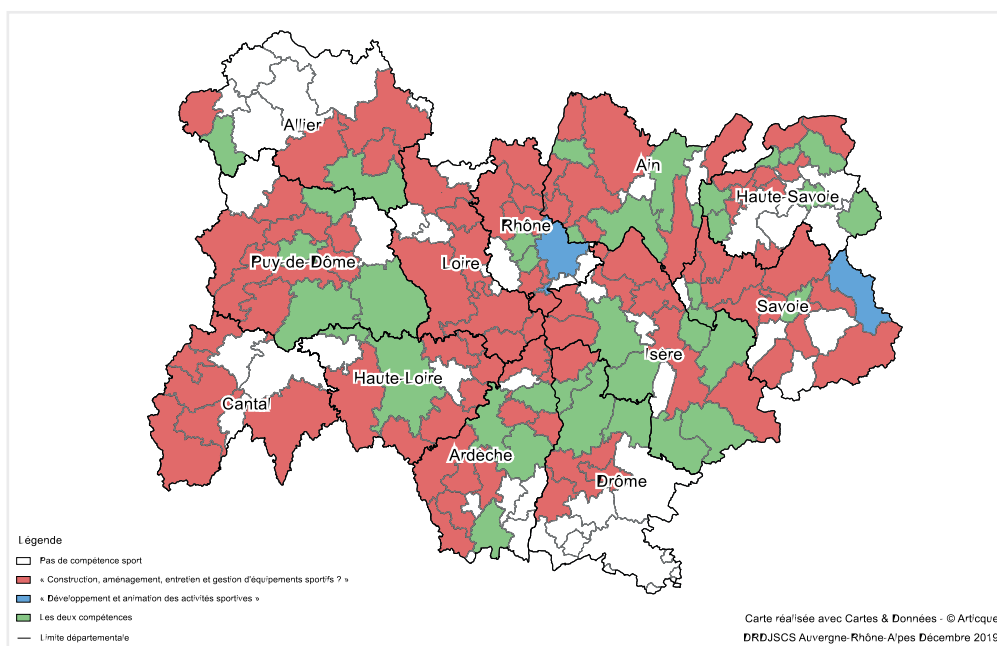 Allier
Ain
Haute-Savoie
Rhône
Puy-de-Dôme
Loire
Savoie
Isère
Haute-Loire
Cantal
Ardeche
Drôme
Légende
Pas de compétence sport
« Construction, aménagement, entretien et gestion d'équipements sportifs ? »
« Développement et animation des activités sportives »
Les deux compétences
Limite départementale
Carte réalisée avec Cartes & Données - © Articque
DRDJSCS Auvergne-Rhône-Alpes Décembre 2019